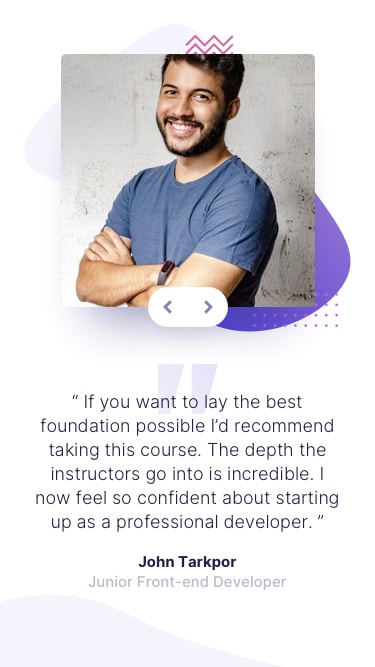 “ If you want to lay the best
foundation possible I’d recommend
taking this course. The depth the
instructors go into is incredible. I
now feel so confident about starting
up as a professional developer. ”
John Tarkpor
Junior Front-end Developer